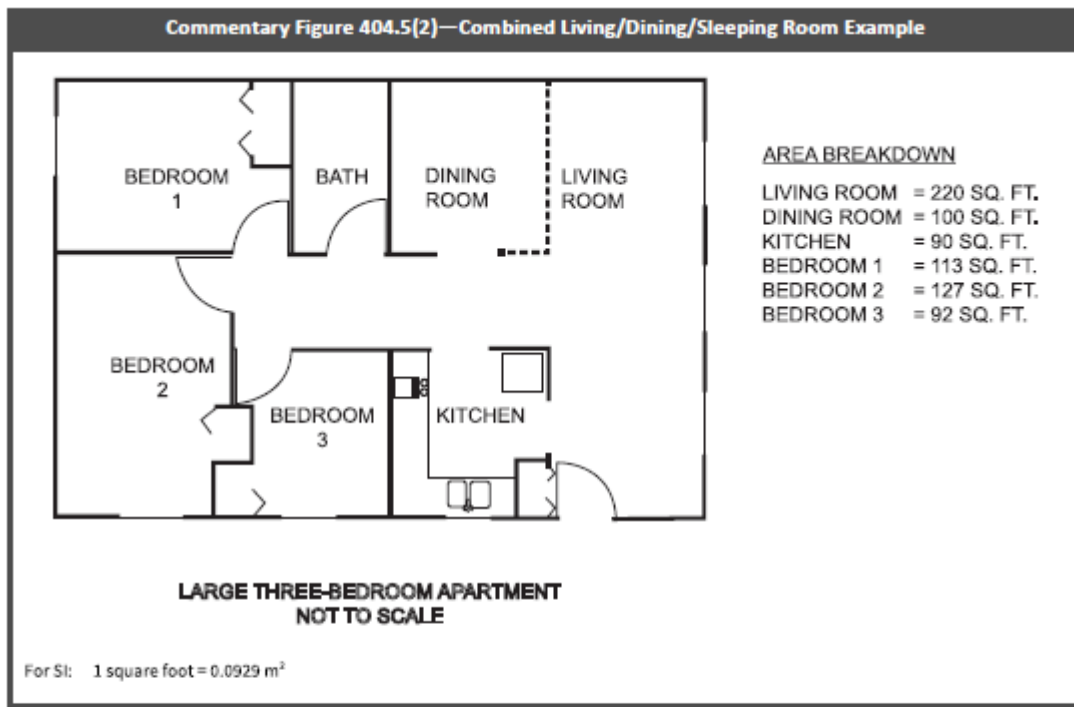 Commentary Figure 404.5(2)—Combined Living/Dining/Sleeping Room Example
BEDROOM
1
BATH
DINING
ROOM
LIVING
ROOM
BEDROOM
2
BEDROOM
3
KITCHEN
AREA BREAKDOWN
LIVING ROOM = 220 SQ. FT.
DINING ROOM = 100 SQ. FT.
KITCHEN = 90 SQ. FT.
BEDROOM 1 = 113 SQ. FT.
BEDROOM 2 = 127 SQ. FT.
BEDROOM 3 = 92 SQ. FT.
LARGE THREE-BEDROOM APARTMENT
NOT TO SCALE
For SI: 1 square foot = 0.0929 m²